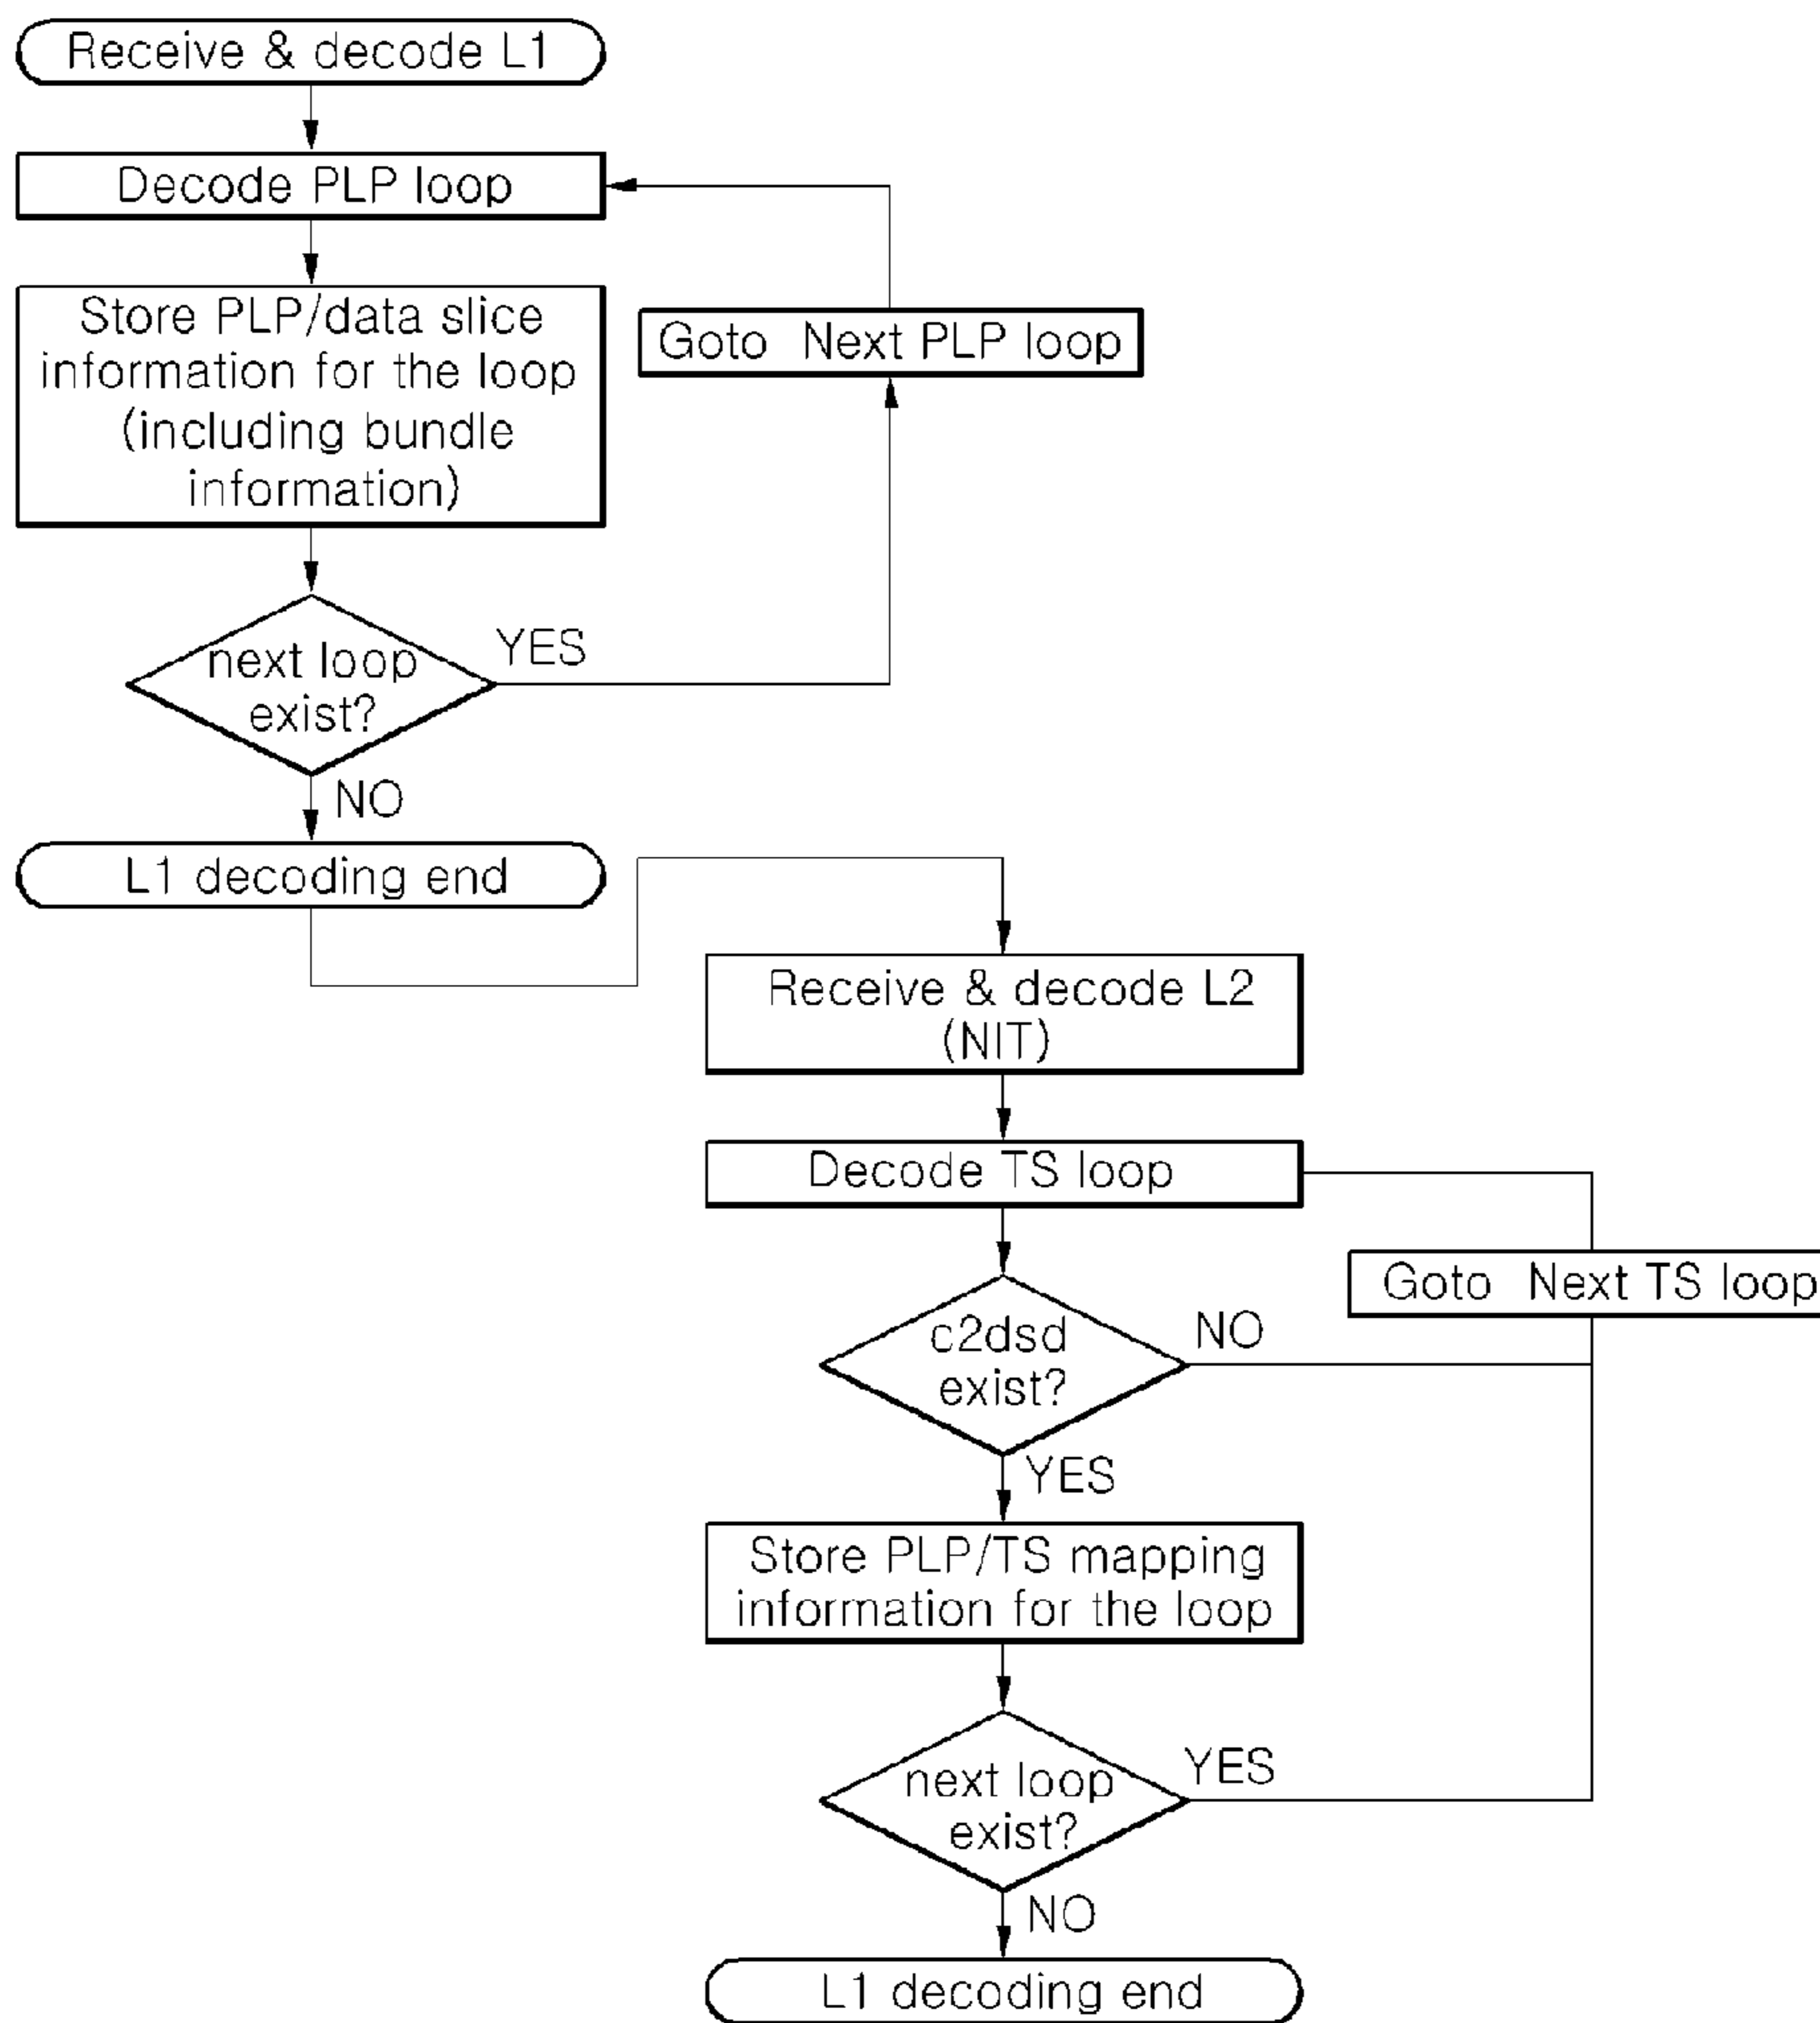 Receive & decode L1
Decode PLP loop
Store PLP/data slice
information for the loop
(including bundle
information)
Goto Next PLP loop
next loop
exist?
YES
NO
L1 decoding end
Receive & decode L2
(NIT)
Decode TS loop
Goto Next TS loop
c2dsd
exist?
NO
YES
Store PLP/TS mapping
information for the loop
next loop
exist?
YES
NO
L1 decoding end